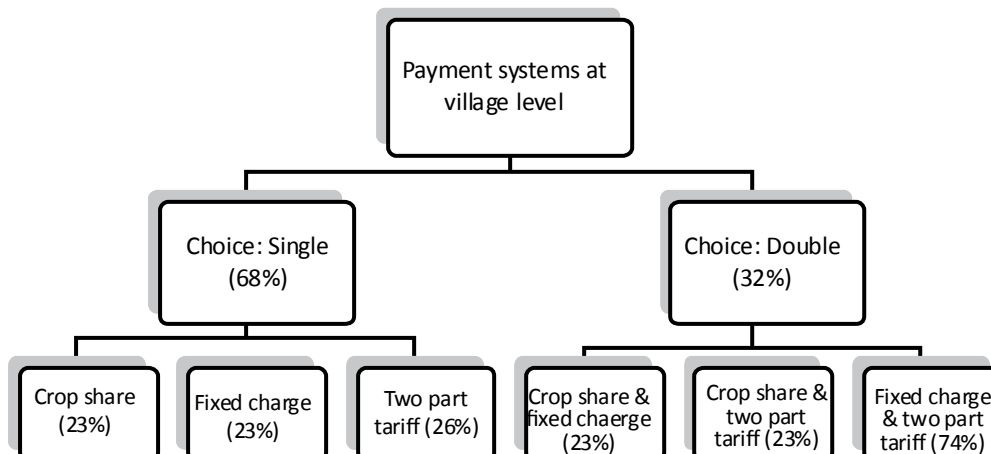 Payment systems at
village level
Choice: Single
(68%)
Choice: Double
(32%)
Crop share
(23%)
Fixed charge
(23%)
Two part
tariff (26%)
Crop share &
fixed chaerge
(23%)
Crop share &
two part
tariff (23%)
Fixed charge
& two part
tariff (74%)